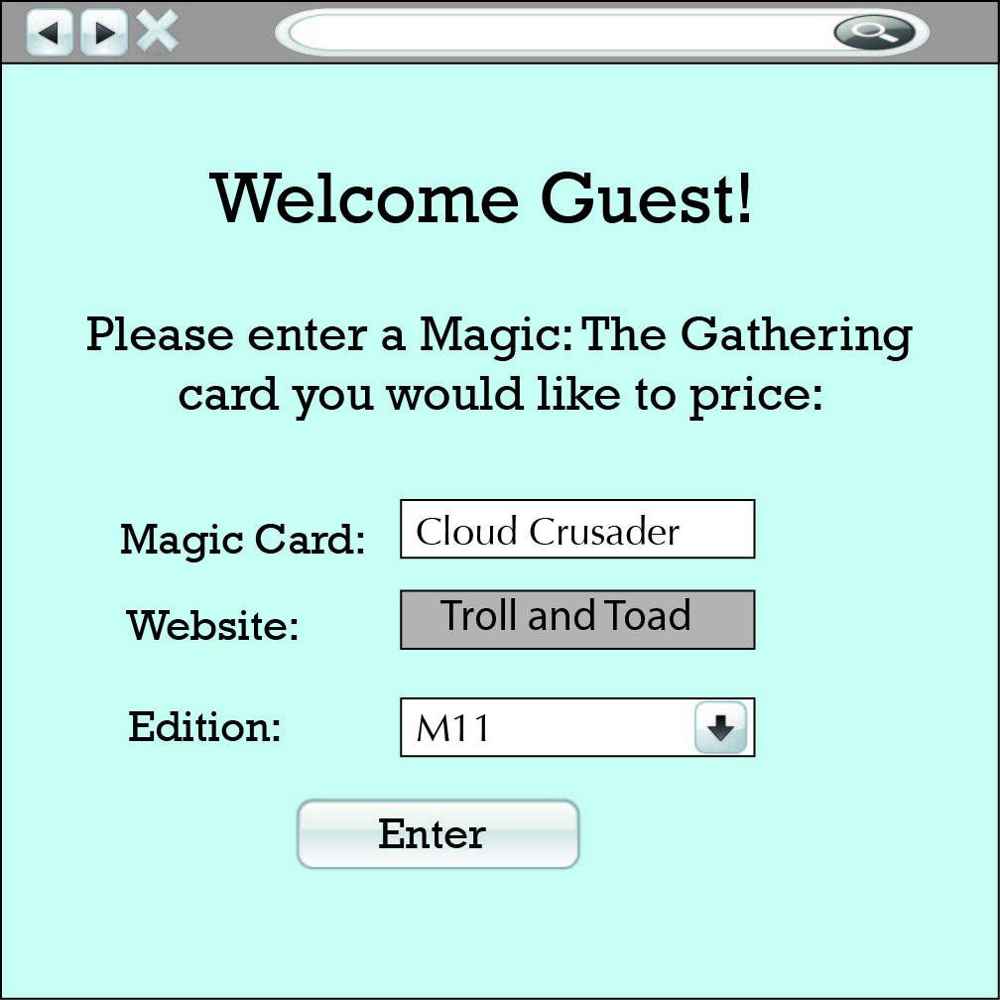 Welcome Guest!
Please enter a Magic: The Gathering
card you would like to price:
Magic Card: Cloud Crusader
Website: Troll and Toad
Edition: M11
Enter